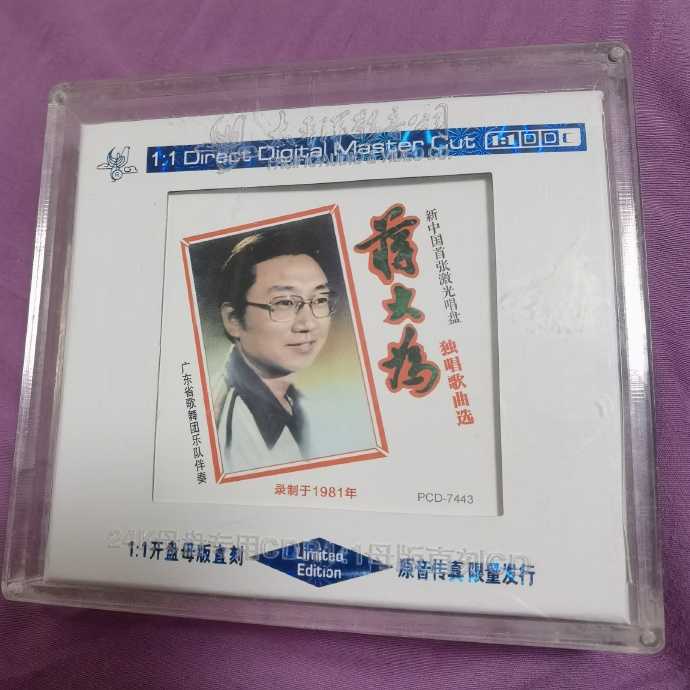 1:1 Direct Digital Master Cut 1:1 DDC
新中国首张激光唱盘
蒋大为
独唱歌曲选
广东省歌舞团乐队伴奏
录制于1981年
PCD-7443
1:1开盘母版直刻
Limited
Edition
原音传真 限量发行